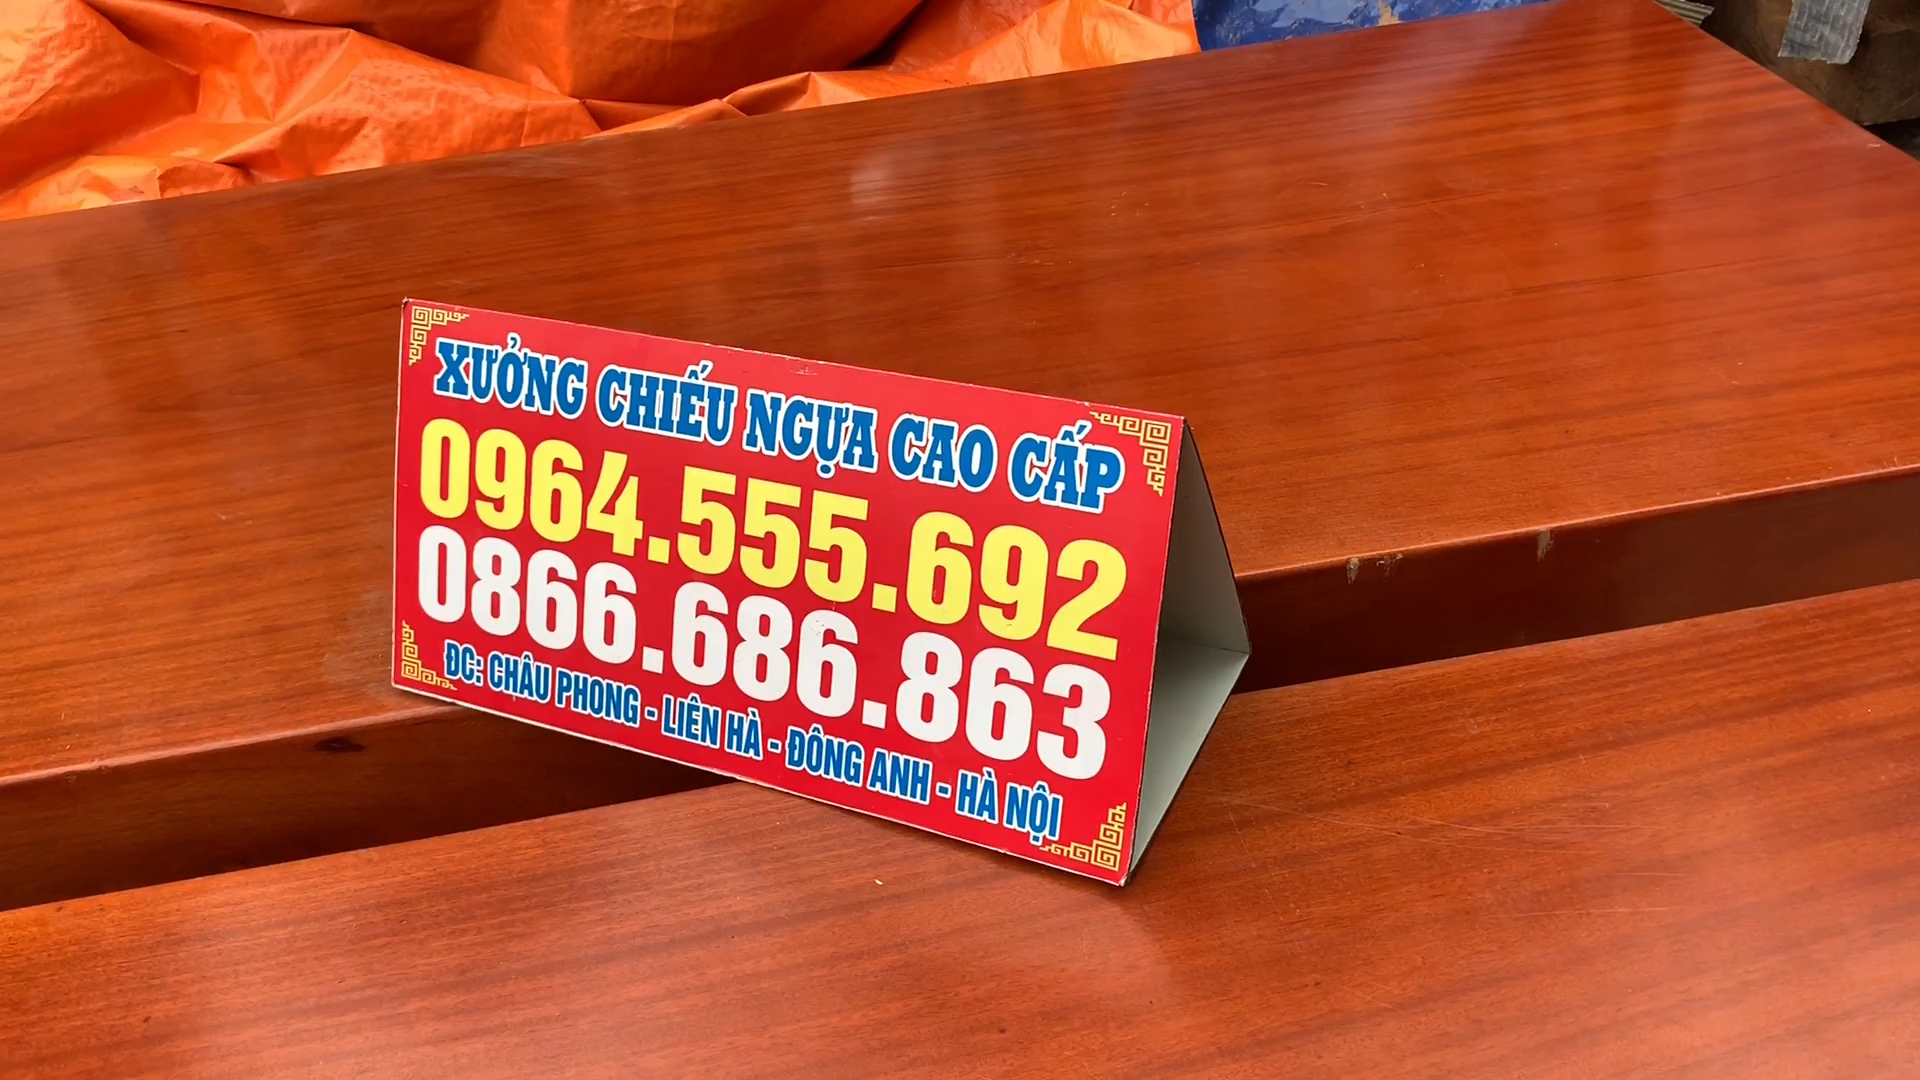 XƯỞNG CHIẾU NGỰA CAO CẤP
0964.555.692
0866.686.863
ĐC: CHÂU PHONG - LIÊN HÀ - ĐÔNG ANH - HÀ NỘI